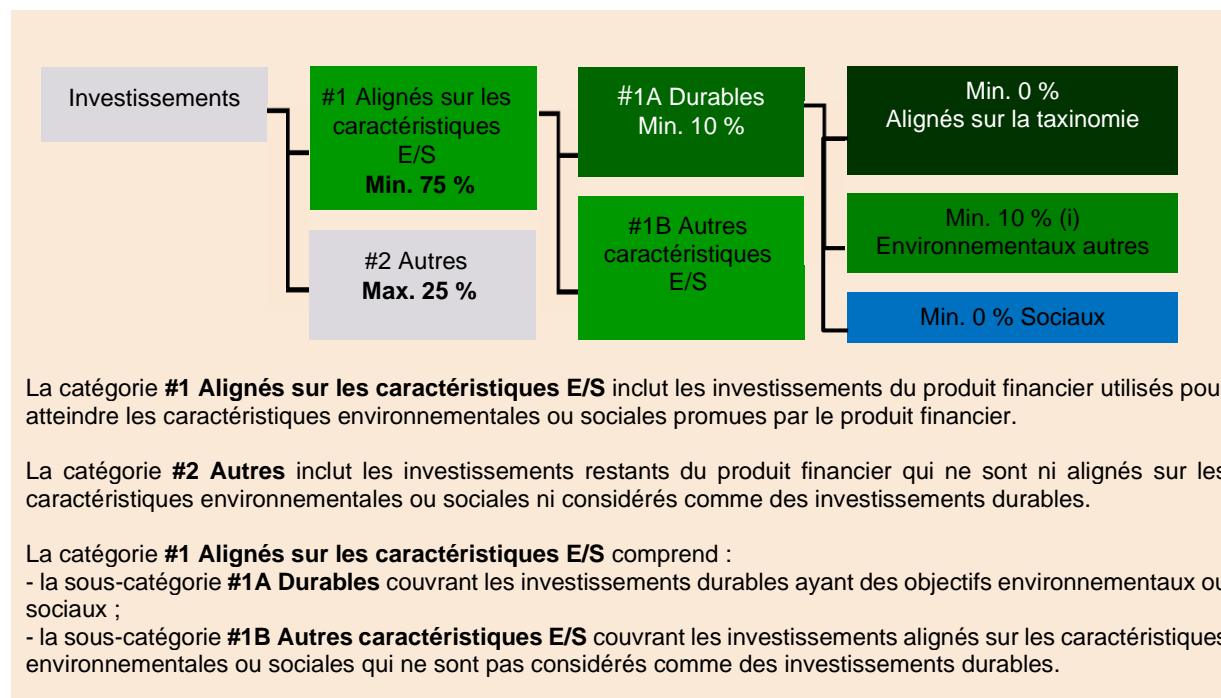 Investissements
#1 Alignés sur les
caractéristiques
E/S
Min. 75 %
#2 Autres
Max. 25 %
#1A Durables
Min. 10 %
#1B Autres
caractéristiques
E/S
Min. 0 %
Alignés sur la taxinomie
Min. 10 % (i)
Environnementaux autres
Min. 0 % Sociaux
La catégorie #1 Alignés sur les caractéristiques E/S inclut les investissements du produit financier utilisés pou
atteindre les caractéristiques environnementales ou sociales promues par le produit financier.
La catégorie #2 Autres inclut les investissements restants du produit financier qui ne sont ni alignés sur les
caractéristiques environnementales ou sociales ni considérés comme des investissements durables.
La catégorie #1 Alignés sur les caractéristiques E/S comprend :
- la sous-catégorie #1A Durables couvrant les investissements durables ayant des objectifs environnementaux ou
sociaux ;
- la sous-catégorie #1B Autres caractéristiques E/S couvrant les investissements alignés sur les caractéristiques
environnementales ou sociales qui ne sont pas considérés comme des investissements durables.